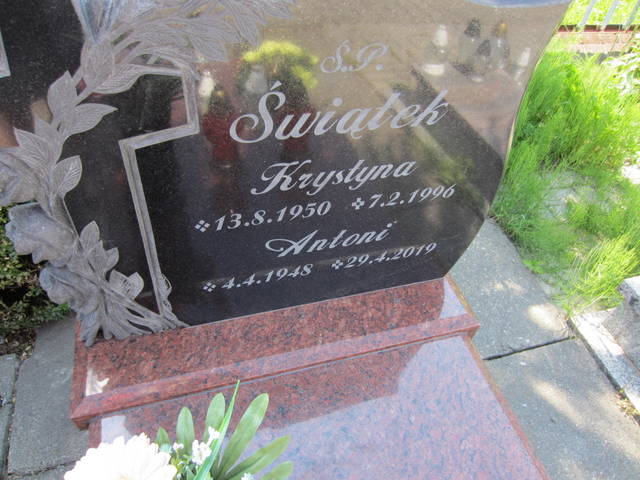 Ś.P.
Świątek
Krystyna
13.8.1950 7.2.1996
Antoni
4.4.1948 29.4.2019